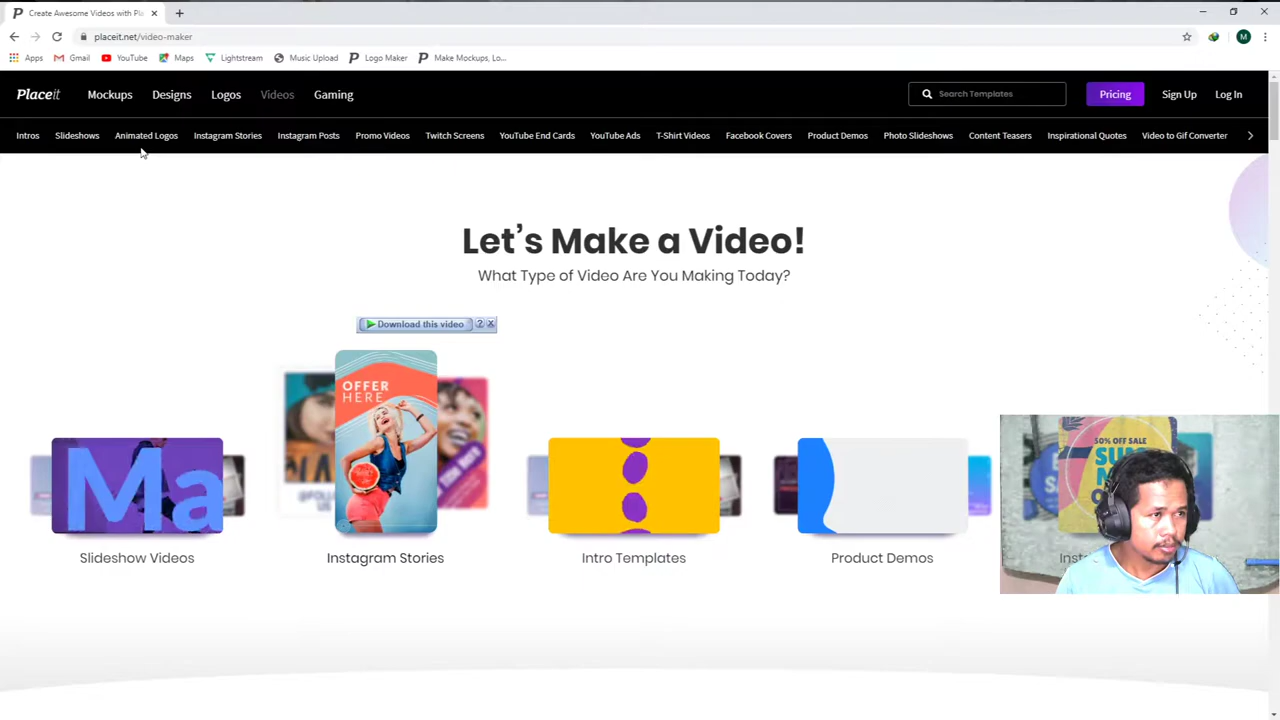 Create Awesome Videos with Pla
placeit.net/video-maker
Apps Gmail YouTube Maps Lightstream Music Upload Logo Maker Make Mockups, Lo...
Placeit Mockups Designs Logos Videos Gaming Search Templates Pricing Sign Up Log In
Intros Slideshows Animated Logos Instagram Stories Instagram Posts Promo Videos Twitch Screens YouTube End Cards YouTube Ads T-Shirt Videos Facebook Covers Product Demos Photo Slideshows Content Teasers Inspirational Quotes Video to Gif Converter
Let's Make a Video!
What Type of Video Are You Making Today?
Download this video
OFFER
HERE
50% OFF SALE
Ma
Slideshow Videos Instagram Stories Intro Templates Product Demos